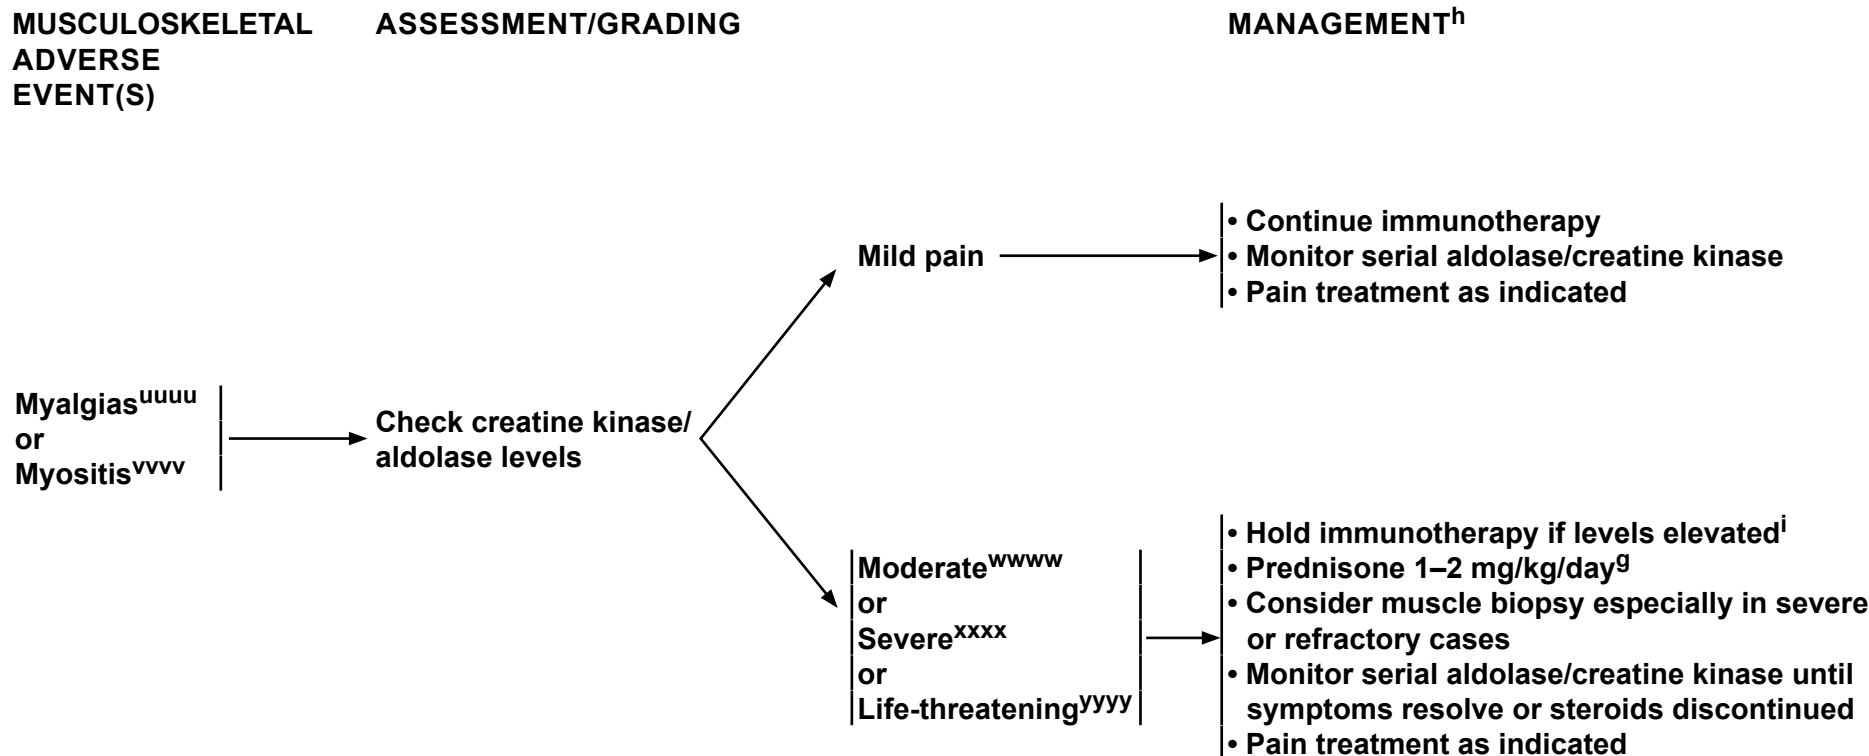 MUSCULOSKELETAL
ADVERSE
EVENT(S)
ASSESSMENT/GRADING
MANAGEMENTh
Myalgiasuuuu
or
Myositisvvvv
Check creatine kinase/
aldolase levels
Mild pain
• Continue immunotherapy
• Monitor serial aldolase/creatine kinase
• Pain treatment as indicated
Moderatewwww
or
Severexxxx
or
Life-threateningyyyy
• Hold immunotherapy if levels elevatedi
• Prednisone 1–2 mg/kg/dayg
• Consider muscle biopsy especially in severe
or refractory cases
• Monitor serial aldolase/creatine kinase until
symptoms resolve or steroids discontinued
• Pain treatment as indicated